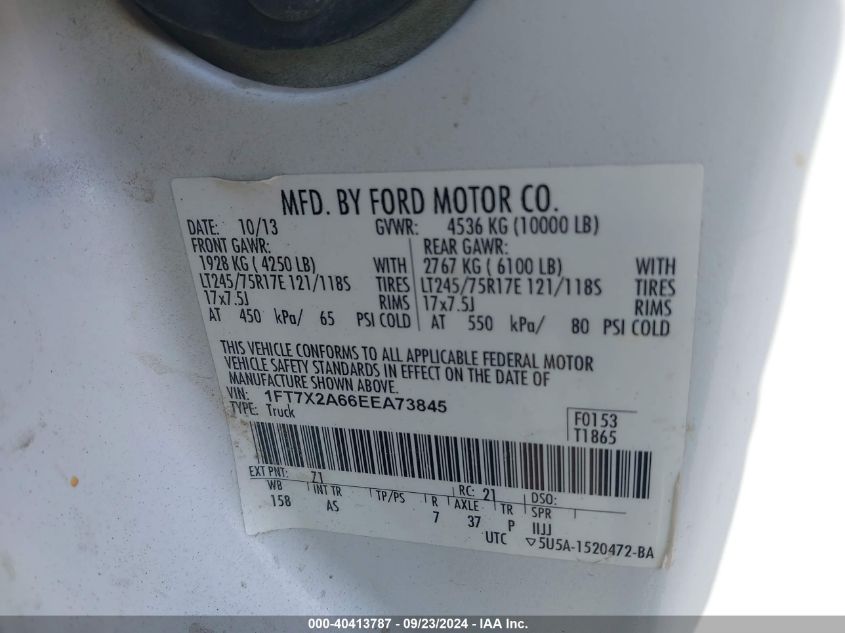 MFD. BY FORD MOTOR CO.
DATE: 10/13 GVWR: 4536 KG (10000 LB)
FRONT GAWR: REAR GAWR:
1928 KG ( 4250 LB) WITH 2767 KG ( 6100 LB) WITH
LT245/75R17E 121/118S TIRES LT245/75R17E 121/118S TIRES
17x7.5J RIMS 17x7.5J RIMS
AT 450 kPa/ 65 PSI COLD AT 550 kPa/ 80 PSI COLD
THIS VEHICLE CONFORMS TO ALL APPLICABLE FEDERAL MOTOR
VEHICLE SAFETY STANDARDS IN EFFECT ON THE DATE OF
MANUFACTURE SHOWN ABOVE.
VIN: 1FT7X2A66EEA73845
TYPE: Truck
F0153
T1865
EXT PNT: Z1 RC: 21 DSO:
WB INT TR TP/PS R AXLE TR SPR
158 AS 7 37 P IIJJ
UTC ▽5U5A-1520472-BA
000-40413787 - 09/23/2024 - IAA Inc.